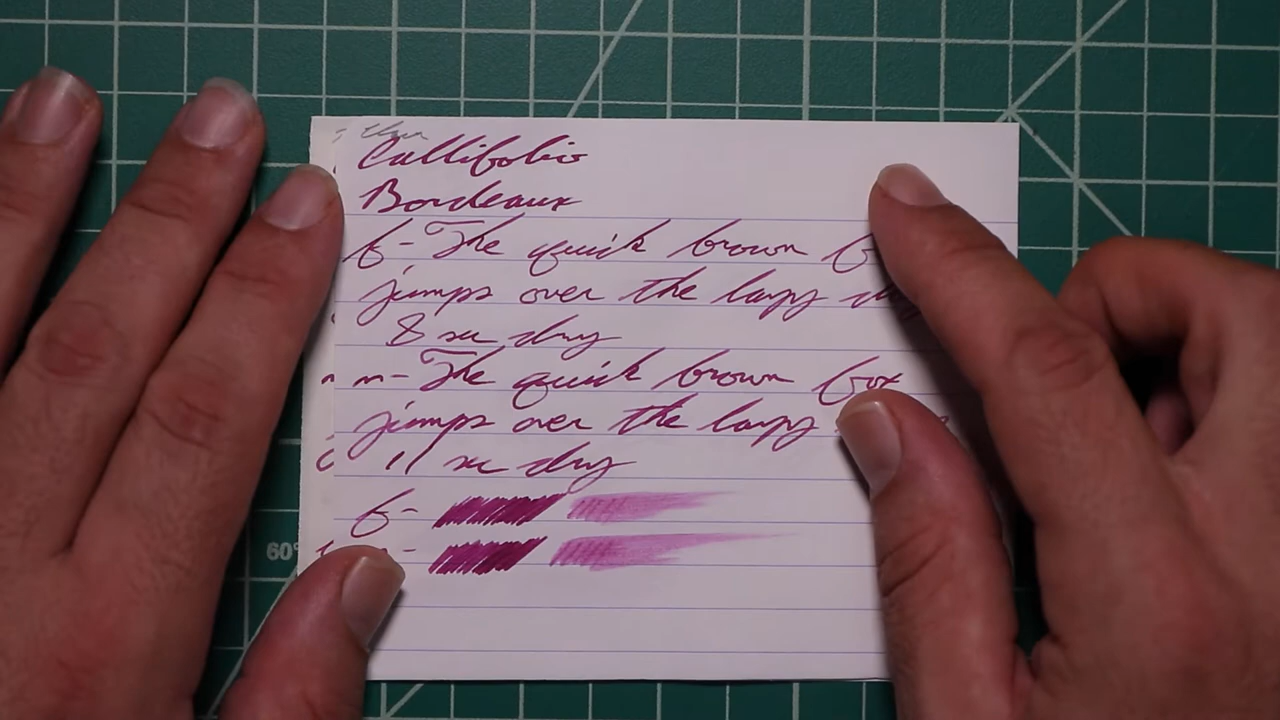 Callifolio
Bordeaux
f- The quick brown f
jumps over the lazy
8 sec dry
m- The quick brown fox
jumps over the lazy
11 sec dry
f-
60°